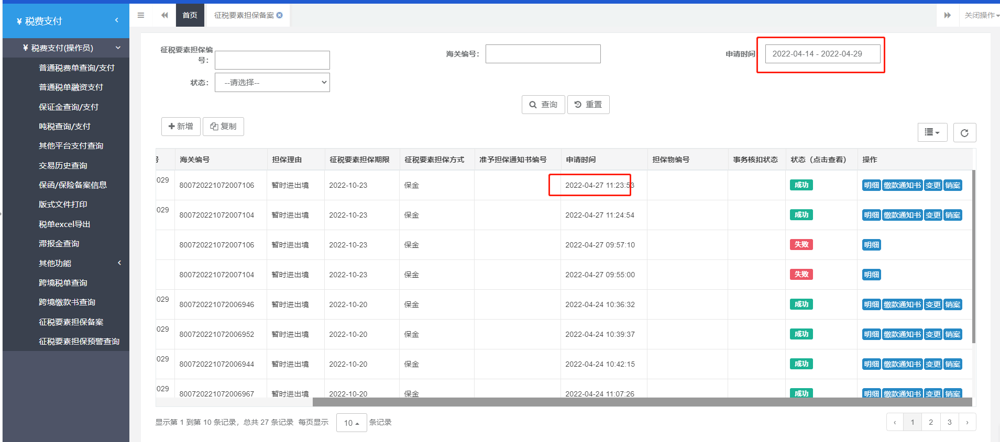 ¥ 税费支付
¥ 税费支付(操作员)
普通税费单查询/支付
普通税单融资支付
保证金查询/支付
吨税查询/支付
其他平台支付查询
交易历史查询
保函/保险备案信息
版式文件打印
税单excel导出
滞报金查询
其他功能
跨境税单查询
跨境缴款书查询
征税要素担保备案
征税要素担保预警查询
首页 征税要素担保备案 关闭操作
征税要素担保编号：
海关编号：
申请时间 2022-04-14 - 2022-04-29
状态： --请选择--
查询 重置
新增 复制
号 海关编号 担保理由 征税要素担保期限 征税要素担保方式 准予担保通知书编号 申请时间 担保物编号 事务核扣状态 状态（点击查看） 操作
0029 800720221072007106 暂时进出境 2022-10-23 保金 2022-04-27 11:23:53 成功 明细 缴款通知书 变更 销案
0029 800720221072007104 暂时进出境 2022-10-23 保金 2022-04-27 11:24:54 成功 明细 缴款通知书 变更 销案
800720221072007106 暂时进出境 2022-10-23 保金 2022-04-27 09:57:10 失败 明细
800720221072007104 暂时进出境 2022-10-23 保金 2022-04-27 09:55:00 失败 明细
0029 800720221072006946 暂时进出境 2022-10-20 保金 2022-04-24 10:36:32 成功 明细 缴款通知书 变更 销案
0029 800720221072006952 暂时进出境 2022-10-20 保金 2022-04-24 10:39:37 成功 明细 缴款通知书 变更 销案
0029 800720221072006944 暂时进出境 2022-10-20 保金 2022-04-24 10:42:15 成功 明细 缴款通知书 变更 销案
0029 800720221072006967 暂时进出境 2022-10-20 保金 2022-04-24 11:07:26 成功 明细 缴款通知书 变更 销案
显示第 1 到第 10 条记录，总共 27 条记录 每页显示 10 条记录
‹ 1 2 3 ›